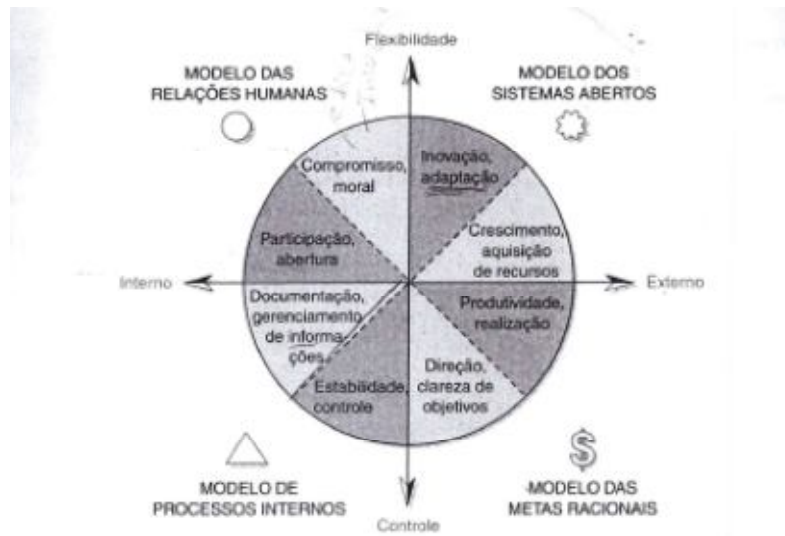 Flexibilidade
MODELO DAS
RELAÇÕES HUMANAS
MODELO DOS
SISTEMAS ABERTOS
Compromisso,
moral
Inovação,
adaptação
Participação,
abertura
Crescimento,
aquisição
de recursos
Interno
Externo
Documentação,
gerenciamento
de informa-
ções
Produtividade,
realização
Estabilidade,
controle
Direção,
clareza de
objetivos
$
MODELO DE
PROCESSOS INTERNOS
MODELO DAS
METAS RACIONAIS
Controle